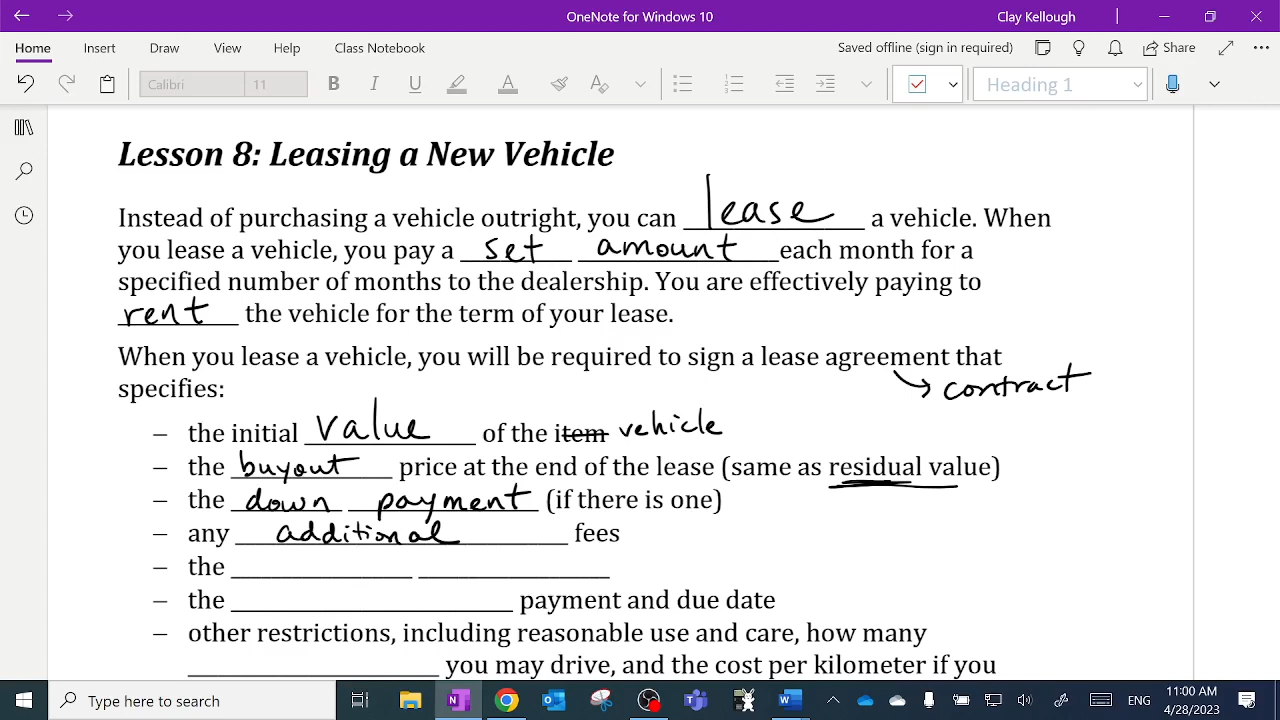 OneNote for Windows 10
Clay Kellough
Home Insert Draw View Help Class Notebook
Saved offline (sign in required) Share
Calibri 11 B I U A Heading 1
Lesson 8: Leasing a New Vehicle
Instead of purchasing a vehicle outright, you can lease a vehicle. When
you lease a vehicle, you pay a set amount each month for a
specified number of months to the dealership. You are effectively paying to
rent the vehicle for the term of your lease.
When you lease a vehicle, you will be required to sign a lease agreement that
specifies:
contract
– the initial value of the item vehicle
– the buyout price at the end of the lease (same as residual value)
– the down payment (if there is one)
– any additional fees
– the ____ ____
– the ____ payment and due date
– other restrictions, including reasonable use and care, how many
____ you may drive, and the cost per kilometer if you
Type here to search
ENG
11:00 AM
4/28/2023